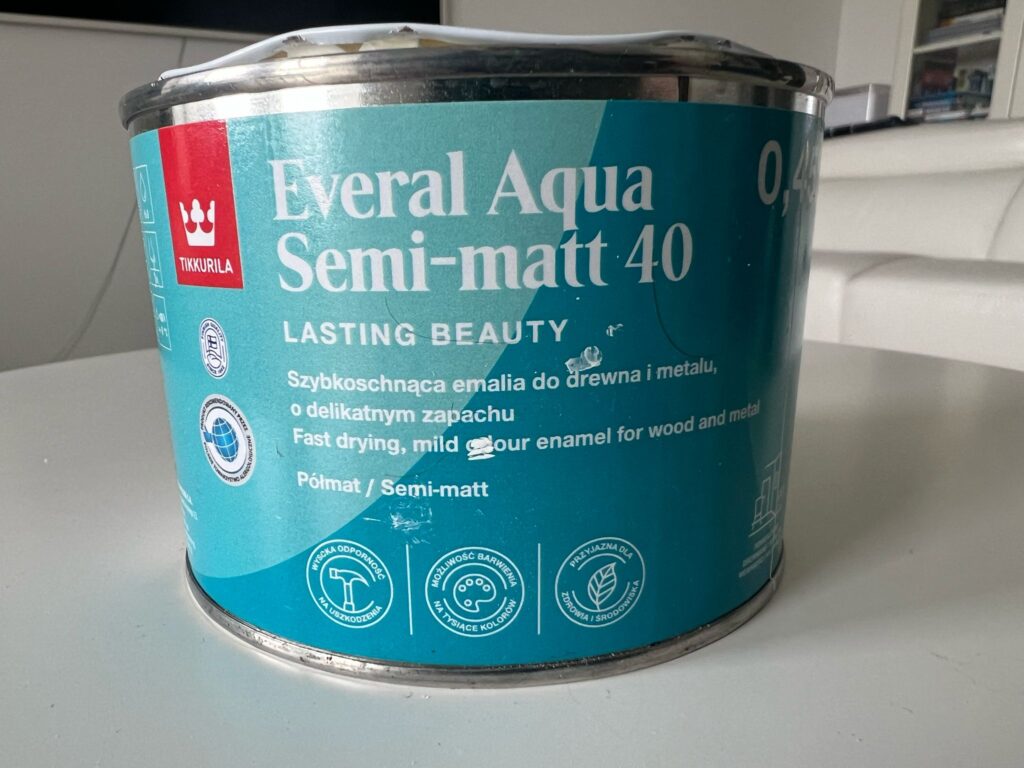 TIKKURILA
Everal Aqua
Semi-matt 40
LASTING BEAUTY
Szybkoschnąca emalia do drewna i metalu,
o delikatnym zapachu
Fast drying, mild odour enamel for wood and metal
Półmat / Semi-matt
WYSOKA ODPORNOŚĆ
NA USZKODZENIA
MOŻLIWOŚĆ BARWIENIA
NA TYSIĄCE KOLORÓW
PRZYJAZNA DLA
ZDROWIA I ŚRODOWISKA